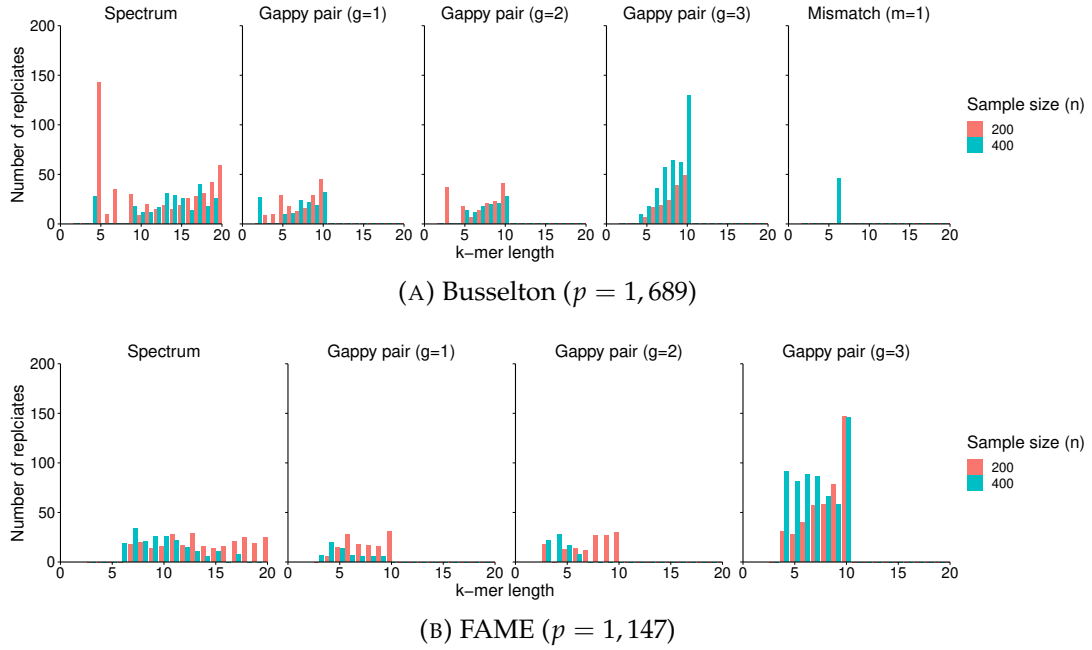 Spectrum Gappy pair (g=1) Gappy pair (g=2) Gappy pair (g=3) Mismatch (m=1)
200
150
100
50
0
Number of replciates
0 5 10 15 20 0 5 10 15 20 0 5 10 15 20 0 5 10 15 20 0 5 10 15 20
k-mer length
Sample size (n)
200
400
(A) Busselton (p = 1, 689)
Spectrum Gappy pair (g=1) Gappy pair (g=2) Gappy pair (g=3)
200
150
100
50
0
Number of replciates
0 5 10 15 20 0 5 10 15 20 0 5 10 15 20 0 5 10 15 20
k-mer length
Sample size (n)
200
400
(B) FAME (p = 1, 147)